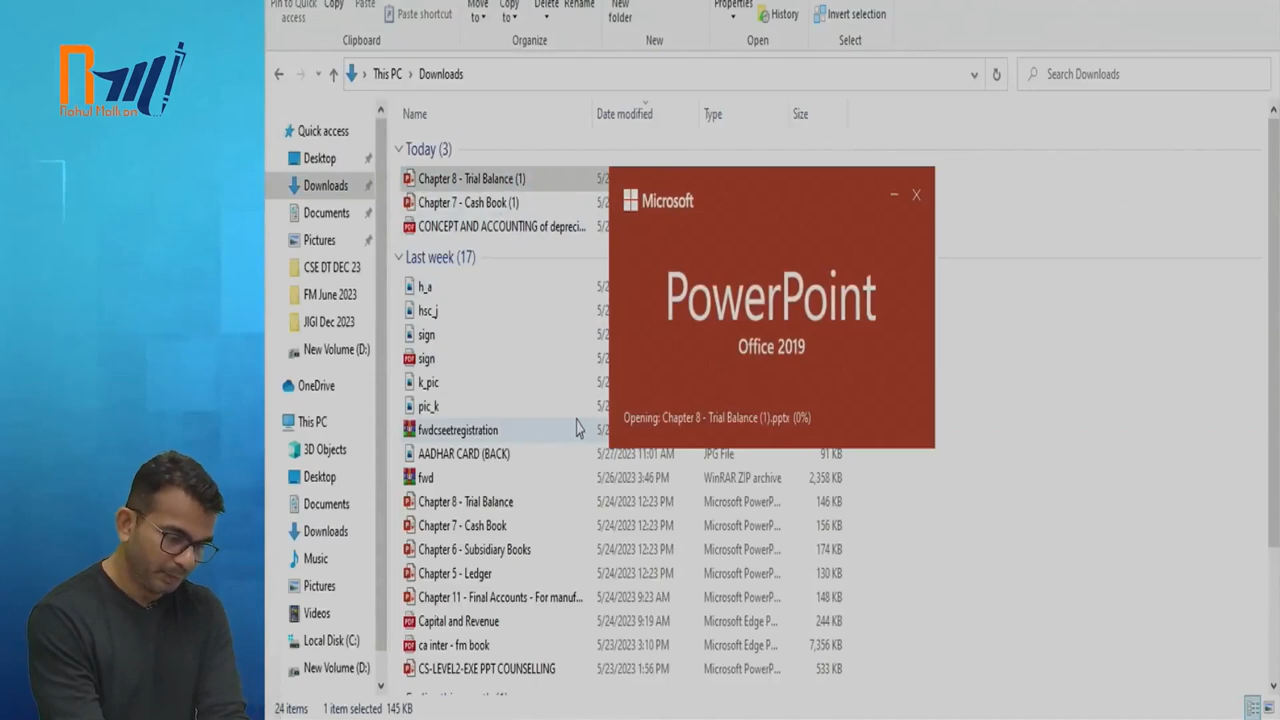 Rahul Malkan
Pin to Quick access
Copy
Paste
Paste shortcut
Clipboard
Move to
Copy to
Delete
Rename
Organize
New folder
New
Properties
History
Open
Invert selection
Select
This PC > Downloads
Search Downloads
Name
Date modified
Type
Size
Quick access
Desktop
Downloads
Documents
Pictures
CSE DT DEC 23
FM June 2023
JIGI Dec 2023
New Volume (D:)
OneDrive
This PC
3D Objects
Desktop
Documents
Downloads
Music
Pictures
Videos
Local Disk (C:)
New Volume (D:)
Today (3)
Chapter 8 - Trial Balance (1)
Chapter 7 - Cash Book (1)
CONCEPT AND ACCOUNTING of depreci...
Last week (17)
h_a
hsc_j
sign
sign
k_pic
pic_k
fwdcseetregistration
AADHAR CARD (BACK) 5/27/2023 11:01 AM JPG File 91 KB
fwd 5/26/2023 3:46 PM WinRAR ZIP archive 2,358 KB
Chapter 8 - Trial Balance 5/24/2023 12:23 PM Microsoft PowerP... 146 KB
Chapter 7 - Cash Book 5/24/2023 12:23 PM Microsoft PowerP... 156 KB
Chapter 6 - Subsidiary Books 5/24/2023 12:23 PM Microsoft PowerP... 174 KB
Chapter 5 - Ledger 5/24/2023 12:23 PM Microsoft PowerP... 130 KB
Chapter 11 - Final Accounts - For manuf... 5/24/2023 9:23 AM Microsoft PowerP... 148 KB
Capital and Revenue 5/24/2023 9:19 AM Microsoft Edge P... 244 KB
ca inter - fm book 5/23/2023 3:10 PM Microsoft Edge P... 7,356 KB
CS-LEVEL2-EXE PPT COUNSELLING 5/23/2023 1:56 PM Microsoft PowerP... 533 KB
Microsoft
PowerPoint
Office 2019
Opening: Chapter 8 - Trial Balance (1).pptx (0%)
24 items 1 item selected 145 KB